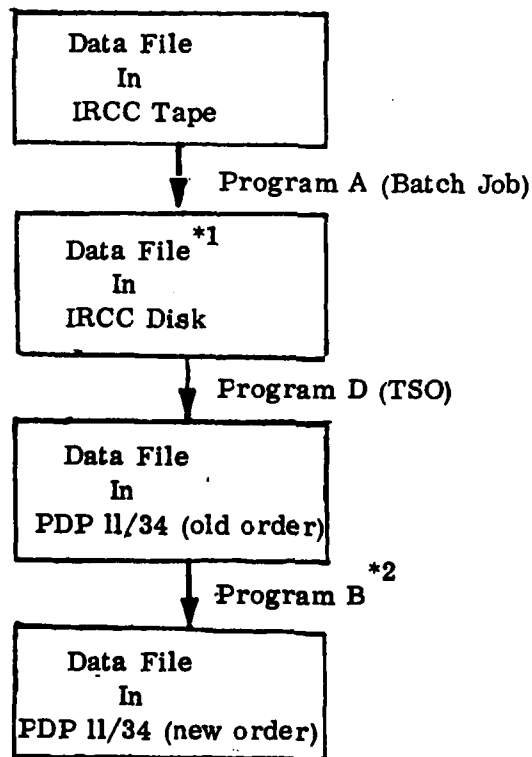 Data File
In
IRCC Tape
Program A (Batch Job)
Data File*1
In
IRCC Disk
Program D (TSO)
Data File
In
PDP 11/34 (old order)
Program B*2
Data File
In
PDP 11/34 (new order)